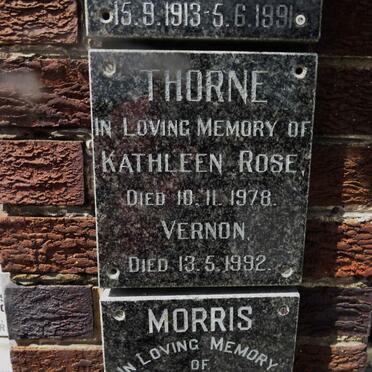 15.9.1913-5.6.1991
THORNE
IN LOVING MEMORY OF
KATHLEEN ROSE,
DIED 10.11.1978.
VERNON.
DIED 13.5.1992.
MORRIS
IN LOVING MEMORY
OF